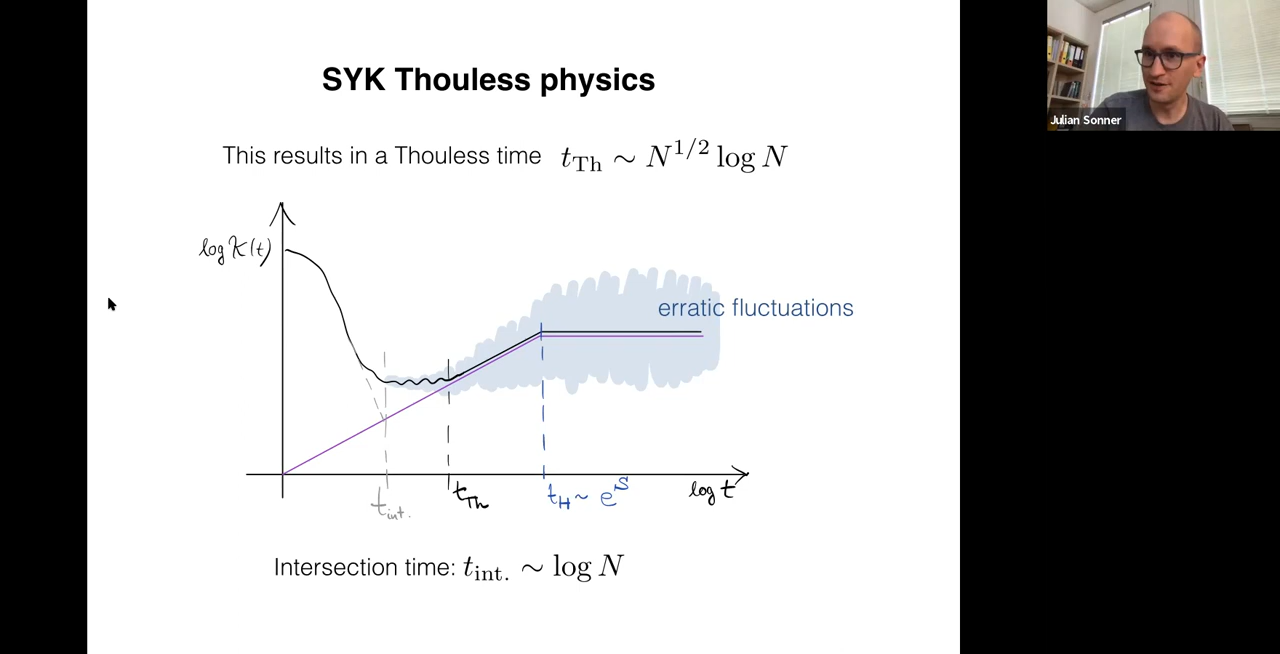 SYK Thouless physics
Julian Sonner
This results in a Thouless time t_Th ∼ N^{1/2} log N
log K(t)
erratic fluctuations
t_int.
t_Th
t_H ~ e^S
log t
Intersection time: t_int. ∼ log N